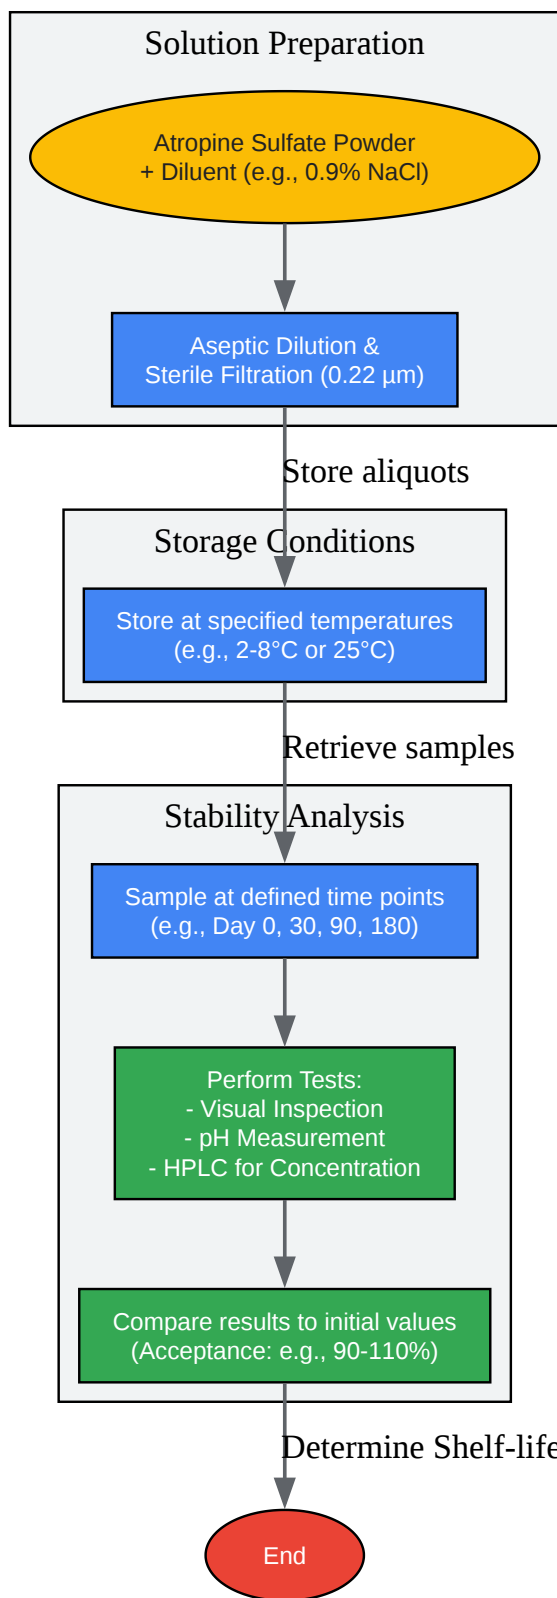 Solution Preparation
Atropine Sulfate Powder
+ Diluent (e.g., 0.9% NaCl)
Aseptic Dilution &
Sterile Filtration (0.22 µm)
Store aliquots
Storage Conditions
Store at specified temperatures
(e.g., 2-8°C or 25°C)
Retrieve samples
Stability Analysis
Sample at defined time points
(e.g., Day 0, 30, 90, 180)
Perform Tests:
- Visual Inspection
- pH Measurement
- HPLC for Concentration
Compare results to initial values
(Acceptance: e.g., 90-110%)
Determine Shelf-life
End